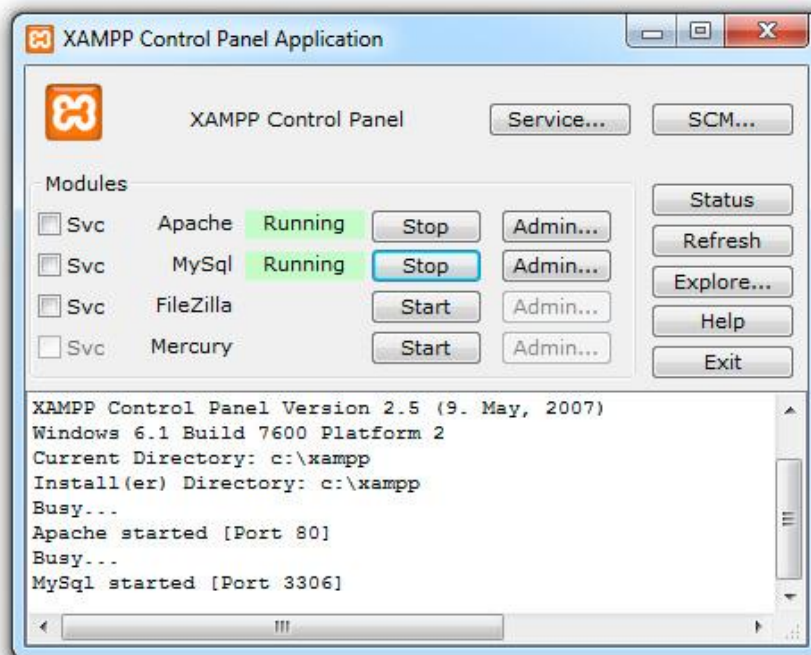 XAMPP Control Panel Application
XAMPP Control Panel Service... SCM...
Modules
Svc Apache Running Stop Admin...
Svc MySql Running Stop Admin...
Svc FileZilla Start Admin...
Svc Mercury Start Admin...
Status
Refresh
Explore...
Help
Exit
XAMPP Control Panel Version 2.5 (9. May, 2007)
Windows 6.1 Build 7600 Platform 2
Current Directory: c:\xampp
Install(er) Directory: c:\xampp
Busy...
Apache started [Port 80]
Busy...
MySql started [Port 3306]